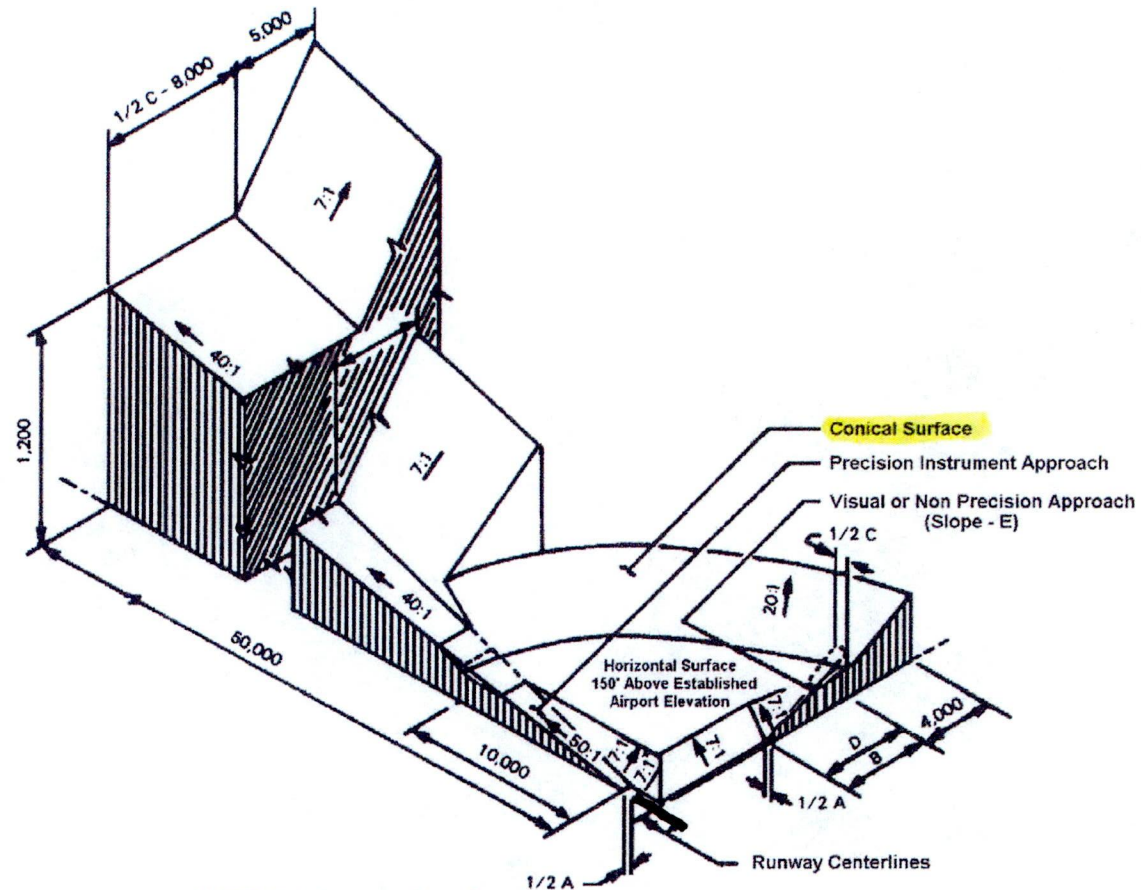 5,000
1/2 C - 8,000
7:1
40:1
1,200
Conical Surface
Precision Instrument Approach
Visual or Non Precision Approach
(Slope - E)
1/2 C
7:1
20:1
40:1
50,000
Horizontal Surface
150' Above Established
Airport Elevation
4,000
D
B
7:1
7:1
50:1
7:1
7:1
10,000
1/2 A
Runway Centerlines
1/2 A